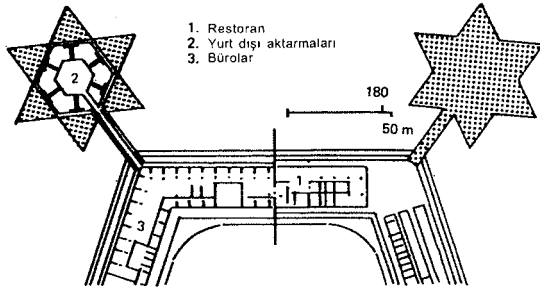 1. Restoran
2. Yurt dışı aktarmaları
3. Bürolar
2
180
50 m
1
3